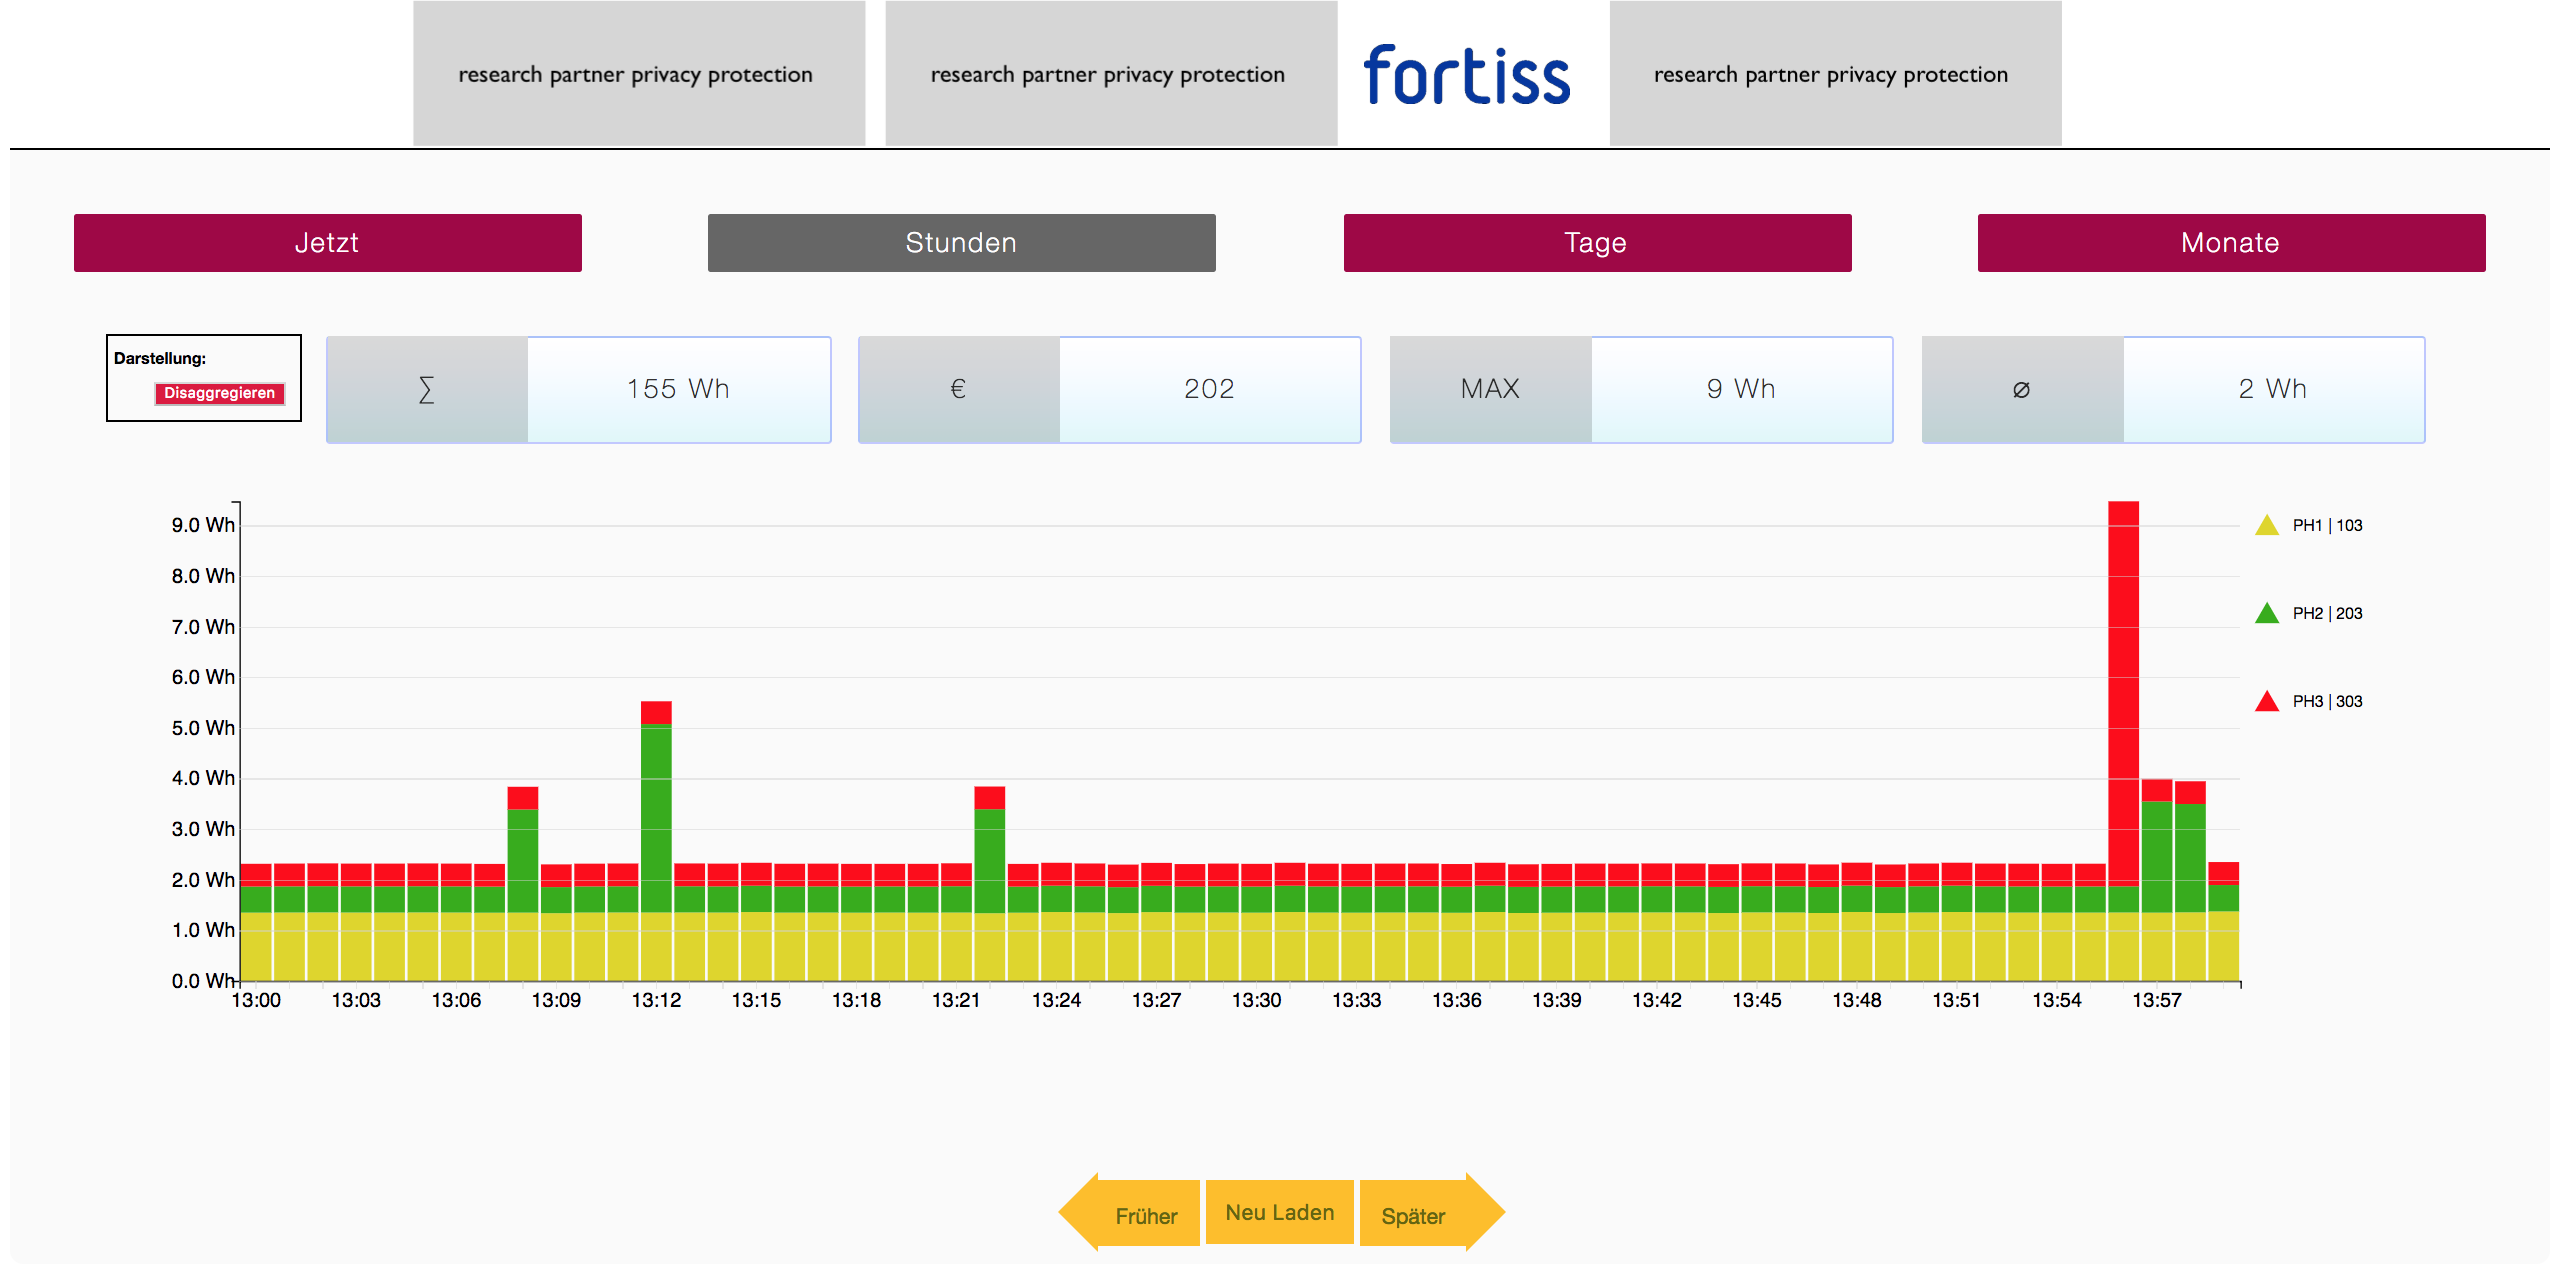 research partner privacy protection
research partner privacy protection
fortiss
research partner privacy protection
Jetzt
Stunden
Tage
Monate
Darstellung:
Disaggregieren
∑
155 Wh
€
202
MAX
9 Wh
ø
2 Wh
9.0 Wh
8.0 Wh
7.0 Wh
6.0 Wh
5.0 Wh
4.0 Wh
3.0 Wh
2.0 Wh
1.0 Wh
0.0 Wh
13:00 13:03 13:06 13:09 13:12 13:15 13:18 13:21 13:24 13:27 13:30 13:33 13:36 13:39 13:42 13:45 13:48 13:51 13:54 13:57
PH1 | 103
PH2 | 203
PH3 | 303
Früher
Neu Laden
Später